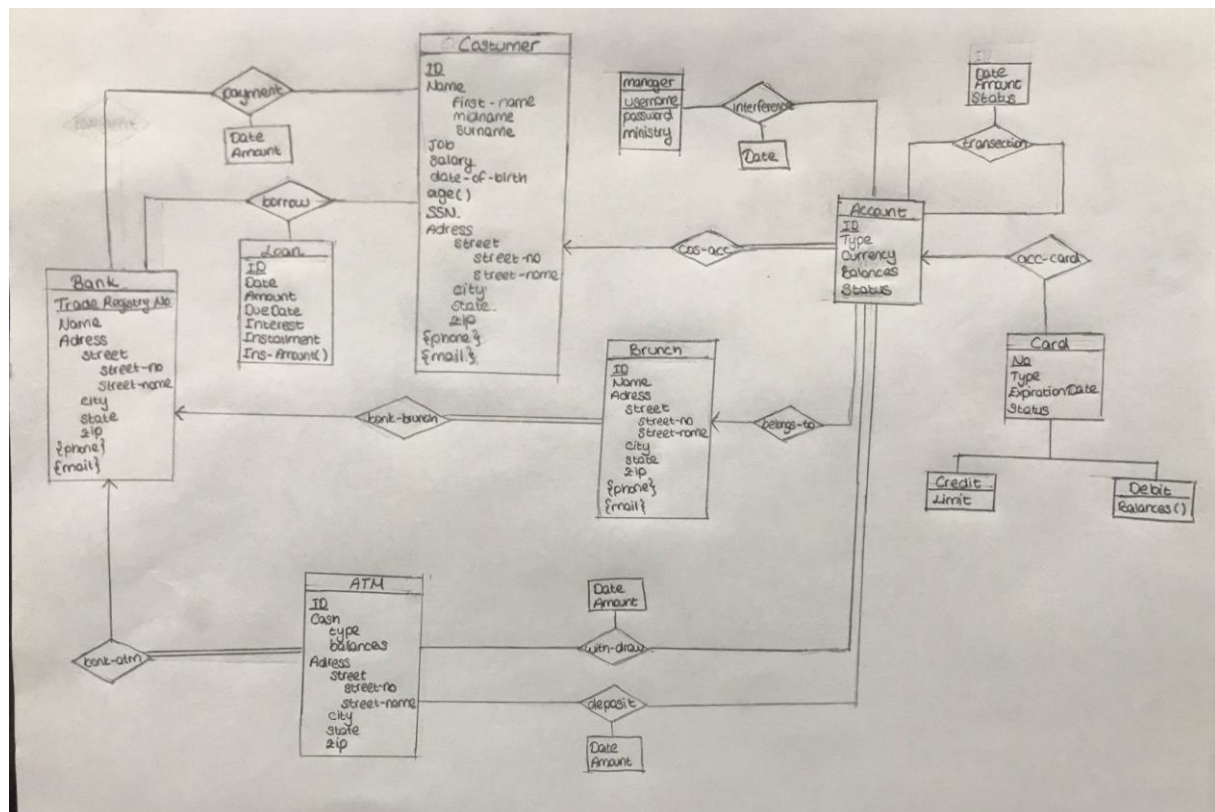 Costumer
ID
Name
First-name
midname
Surname
Job
Salary
date-of-birth
age()
SSN
Adress
street
street-no
street-name
city
state
zip
{phone}
{mail}
payment
Date
Amount
borrow
Loan
ID
Date
Amount
DueDate
Interest
Instalment
Ins-Amount()
Bank
Trade Registry No
Name
Adress
street
street-no
street-name
city
state
zip
{phone}
{mail}
manager
username
password
ministry
interference
Date
ID
Date
Amount
Status
transection
Account
ID
Type
Currency
Balances
Status
cos-acc
acc-card
Card
No
Type
ExpirationDate
Status
Credit
Limit
Debit
Balances()
Brunch
ID
Name
Adress
street
street-no
street-name
city
state
zip
{phone}
{mail}
bank-brunch
belongs-to
ATM
ID
Cash
type
balances
Adress
street
street-no
street-name
city
state
zip
bank-atm
Date
Amount
with-draw
deposit
Date
Amount